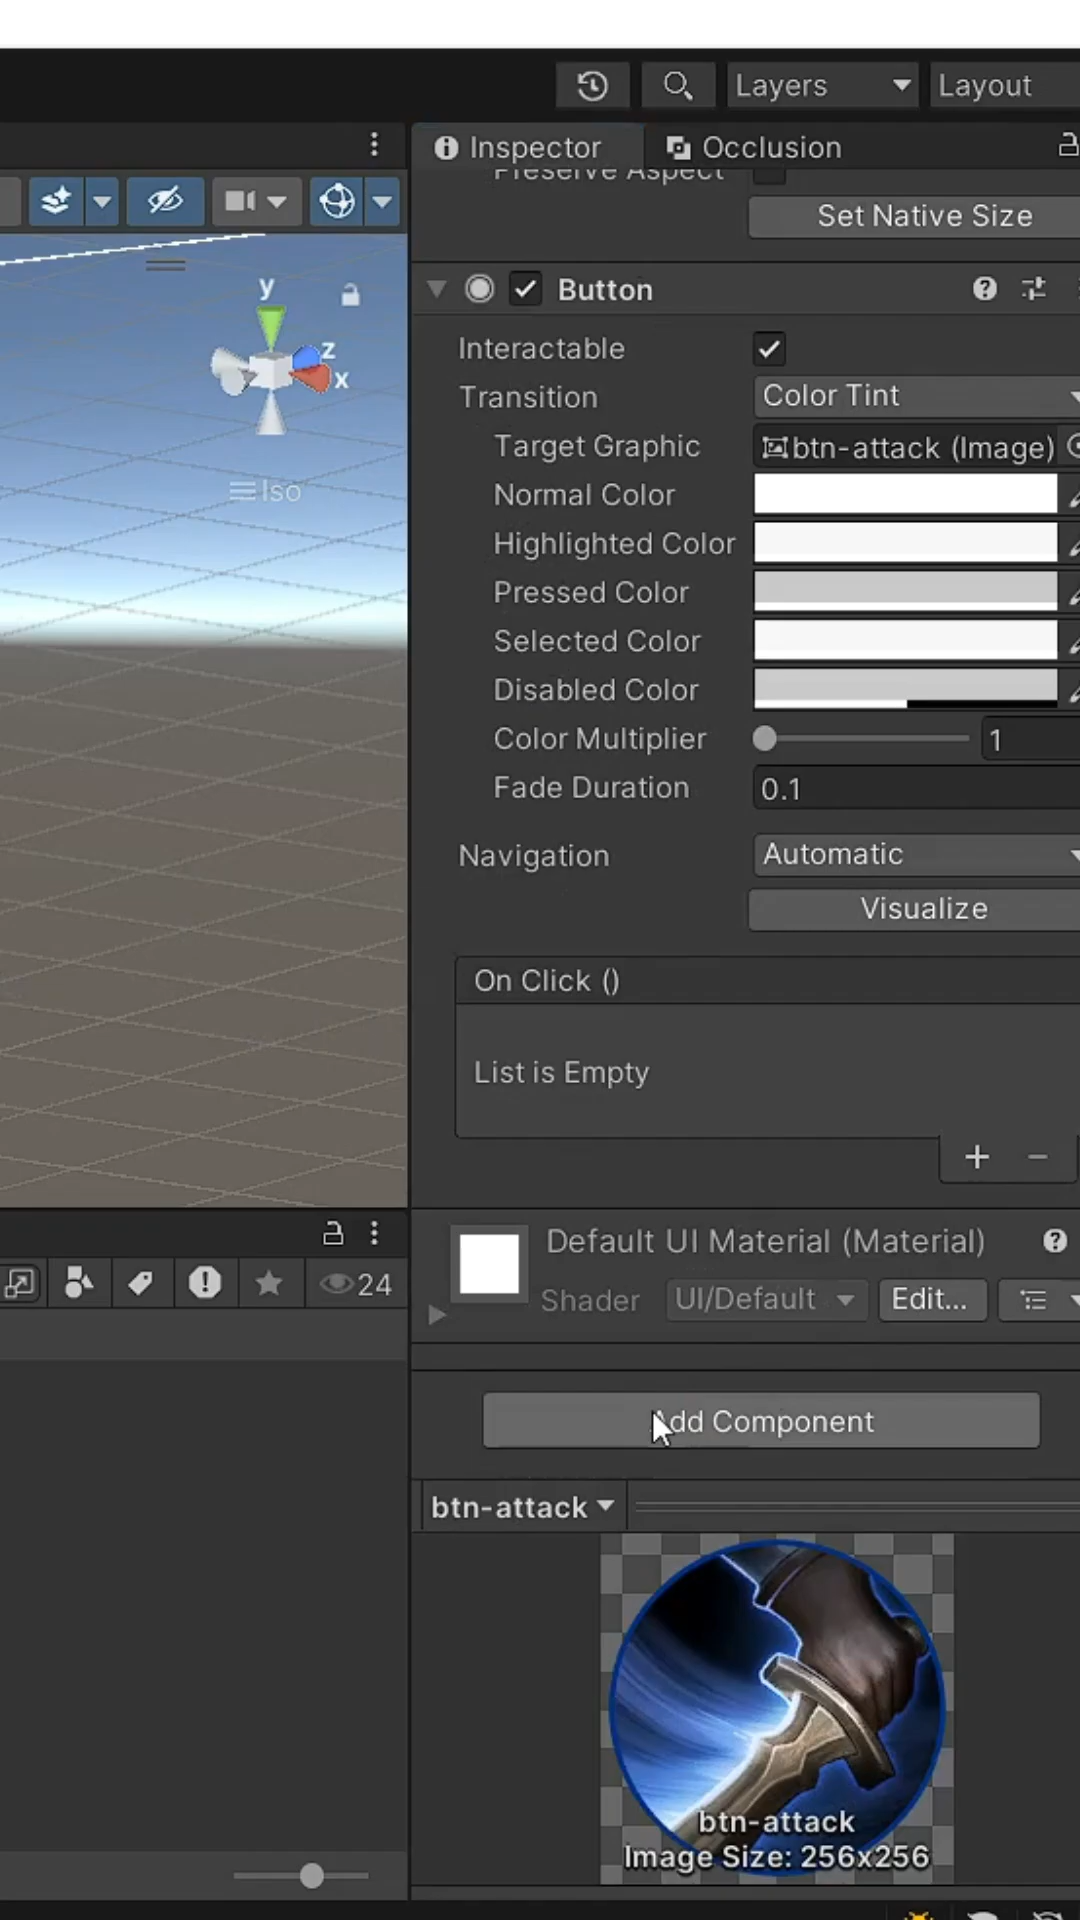 Layers
Layout
Inspector
Occlusion
Preserve Aspect
Set Native Size
y
z
x
Iso
Button
Interactable
Transition
Color Tint
Target Graphic
btn-attack (Image)
Normal Color
Highlighted Color
Pressed Color
Selected Color
Disabled Color
Color Multiplier
1
Fade Duration
0.1
Navigation
Automatic
Visualize
On Click ()
List is Empty
24
Default UI Material (Material)
Shader
UI/Default
Edit...
Add Component
btn-attack
btn-attack
Image Size: 256x256